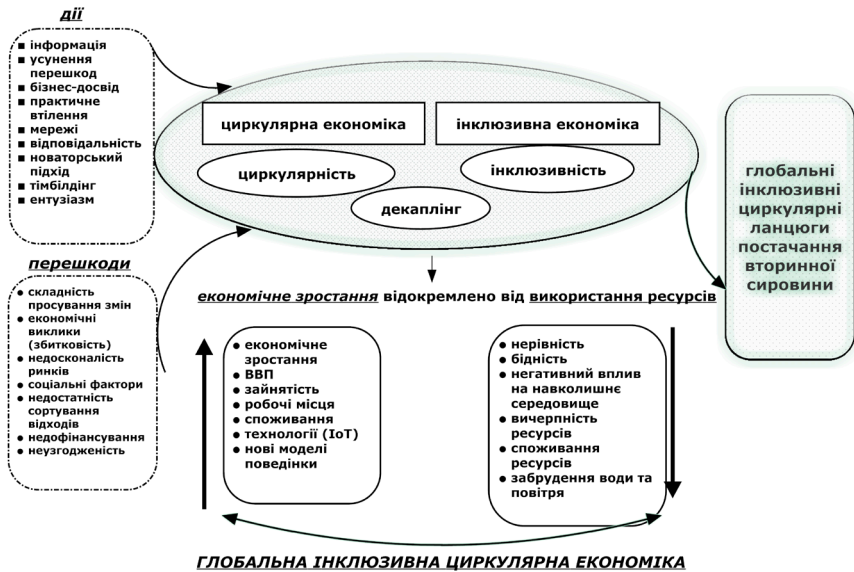 дії
■ інформація
■ усунення
перешкод
■ бізнес-досвід
■ практичне
втілення
■ мережі
■ відповідальність
■ новаторський
підхід
■ тімбілдінг
■ ентузіазм
перешкоди
● складність
просування змін
● економічні
виклики
(збитковість)
● недосконалість
ринків
● соціальні фактори
● недостатність
сортування
відходів
● недофінансування
● неузгодженість
циркулярна економіка
інклюзивна економіка
циркулярність
інклюзивність
декаплінг
глобальні
інклюзивні
циркулярні
ланцюги
постачання
вторинної
сировини
економічне зростання відокремлено від використання ресурсів
● економічне
зростання
● ВВП
● зайнятість
● робочі місця
● споживання
● технології (IoT)
● нові моделі
поведінки
● нерівність
● бідність
● негативний вплив
на навколишнє
середовище
● вичерпність
ресурсів
● споживання
ресурсів
● забрудення води та
повітря
ГЛОБАЛЬНА ІНКЛЮЗИВНА ЦИРКУЛЯРНА ЕКОНОМІКА